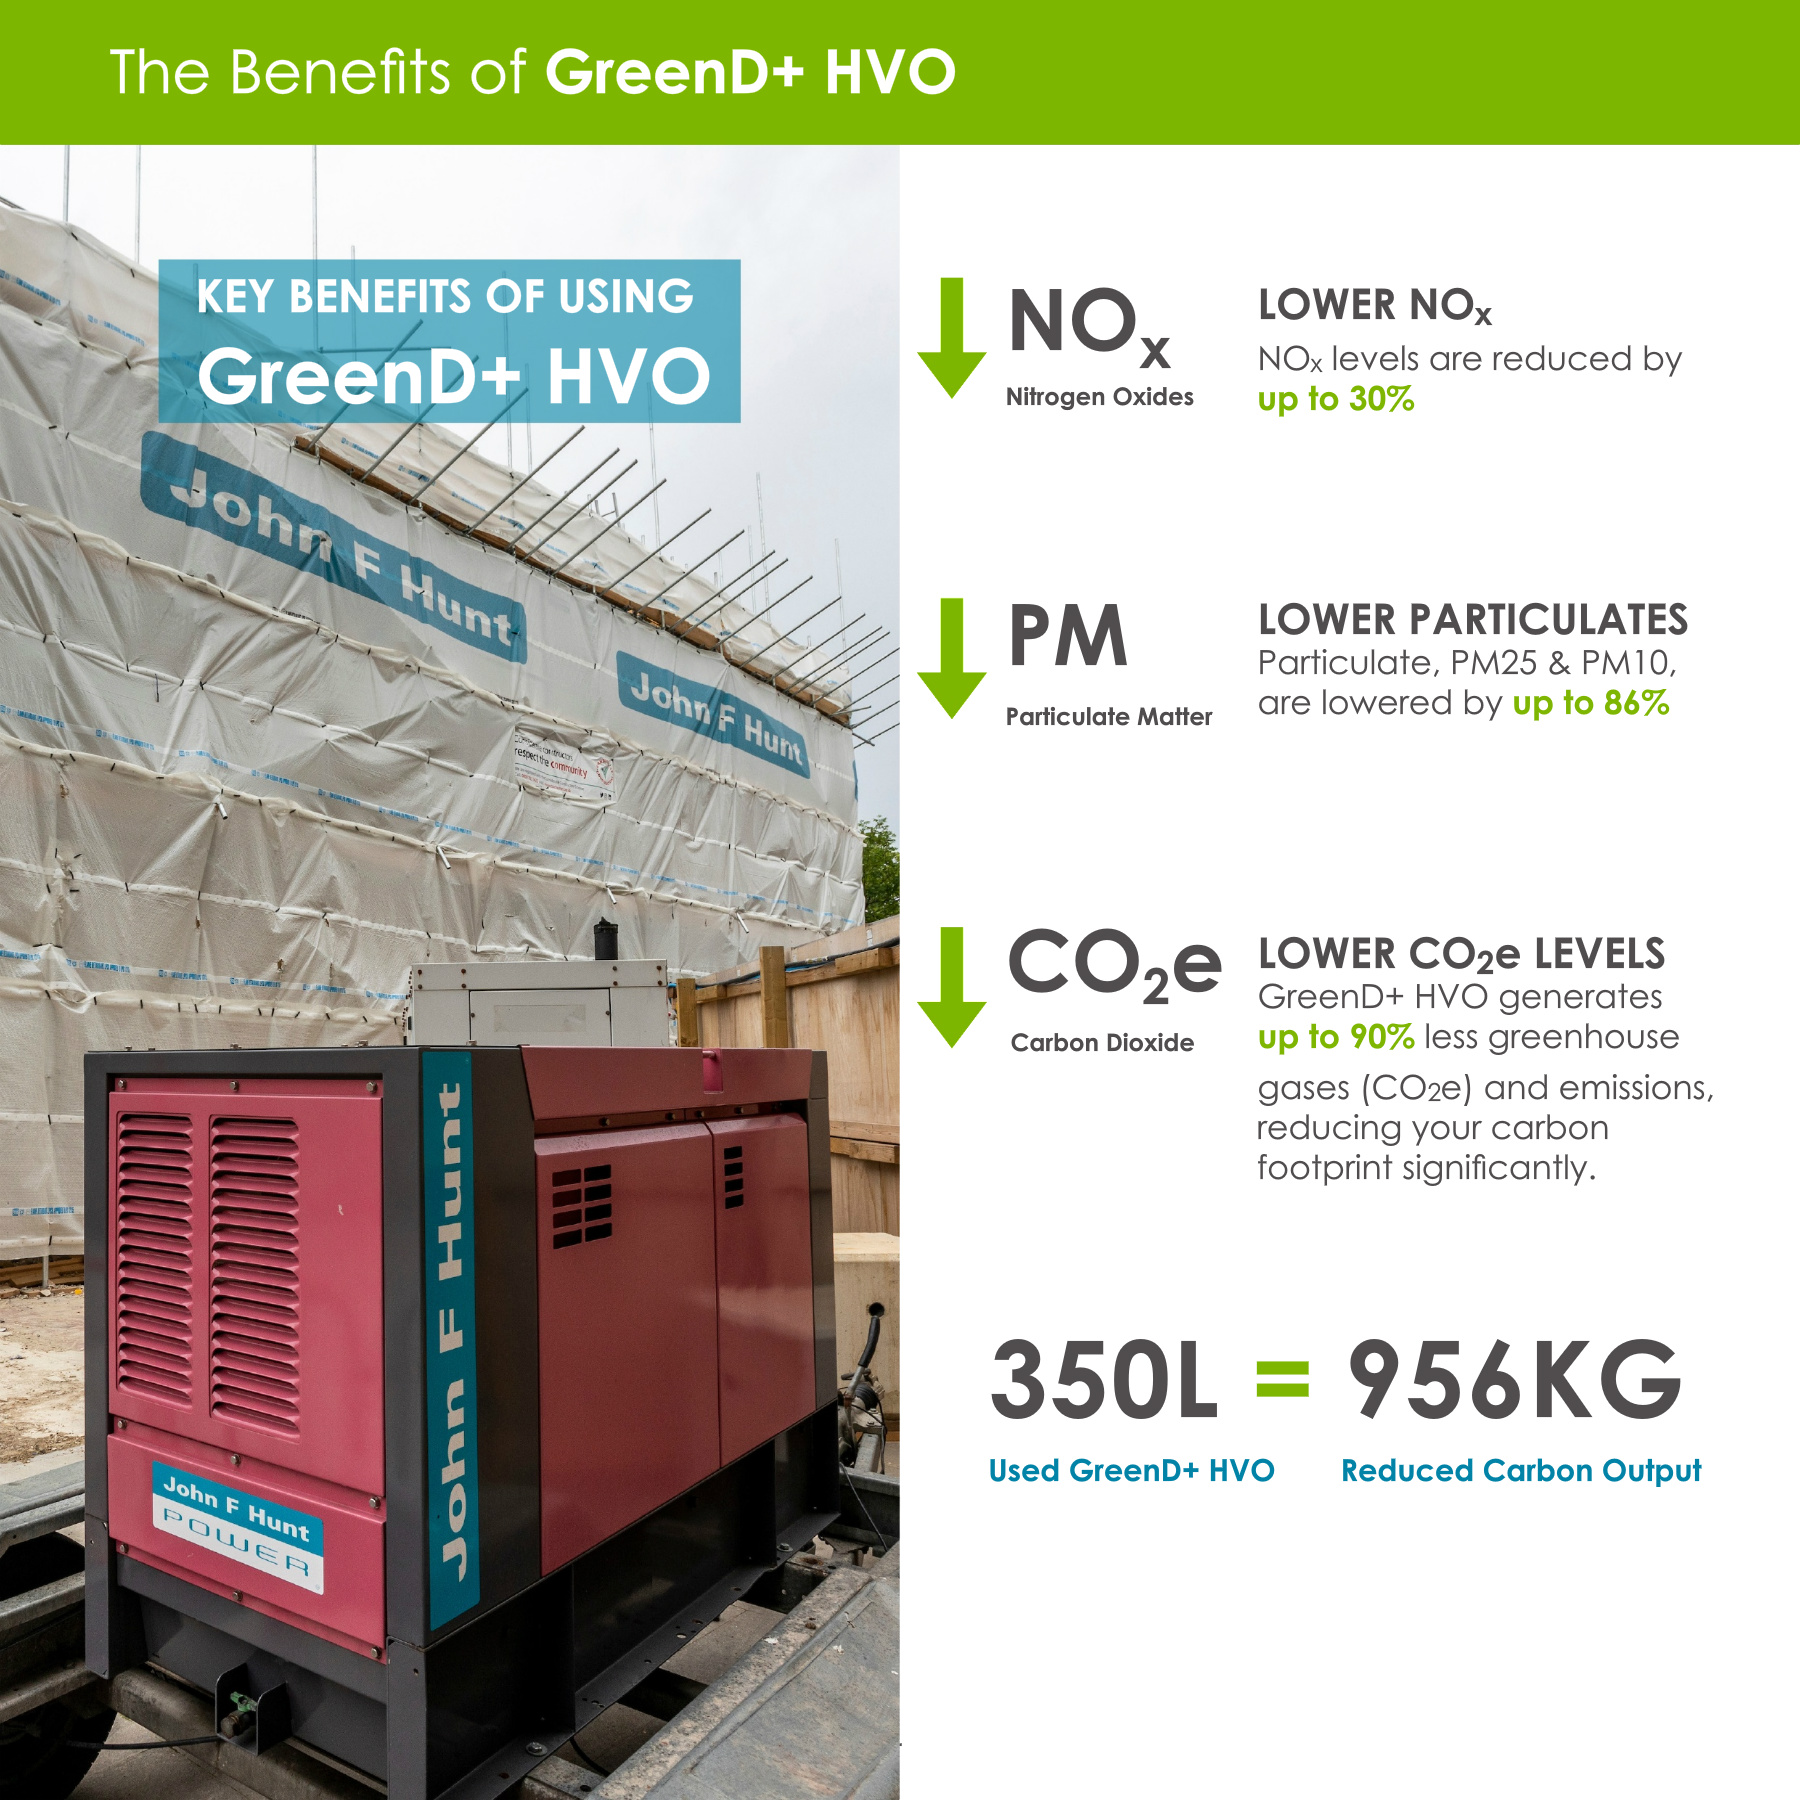 The Benefits of GreenD+ HVO
KEY BENEFITS OF USING
GreenD+ HVO
John F Hunt
John F Hunt
respect the community
John F Hunt
John F Hunt
POWER
NOx
Nitrogen Oxides
LOWER NOx
NOx levels are reduced by
up to 30%
PM
Particulate Matter
LOWER PARTICULATES
Particulate, PM25 & PM10,
are lowered by up to 86%
CO2e
Carbon Dioxide
LOWER CO2e LEVELS
GreenD+ HVO generates
up to 90% less greenhouse
gases (CO2e) and emissions,
reducing your carbon
footprint significantly.
350L = 956KG
Used GreenD+ HVO
Reduced Carbon Output